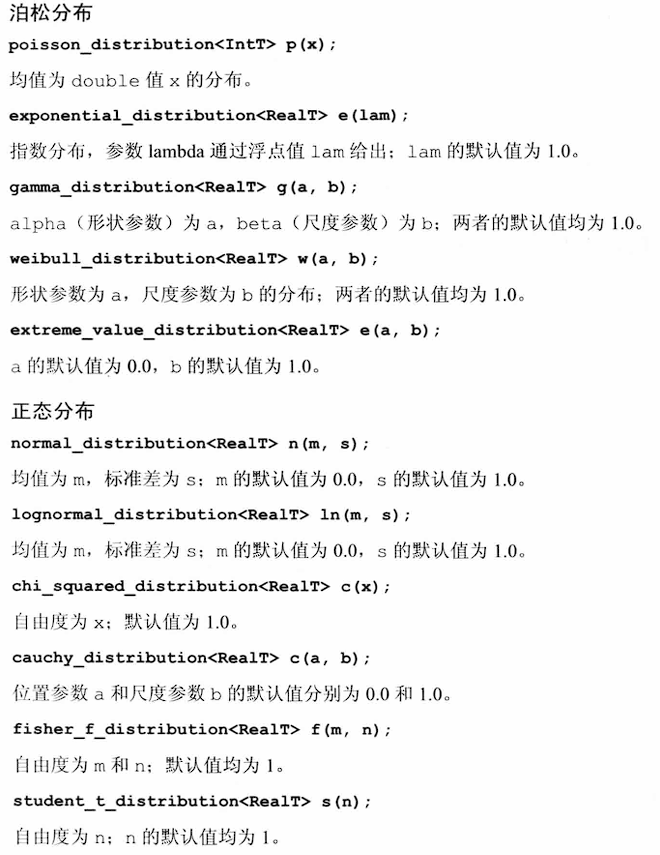 泊松分布
poisson_distribution<IntT> p(x);
均值为 double 值 x 的分布。
exponential_distribution<RealT> e(lam);
指数分布，参数 lambda 通过浮点值 lam 给出；lam 的默认值为 1.0。
gamma_distribution<RealT> g(a, b);
alpha（形状参数）为 a，beta（尺度参数）为 b；两者的默认值均为 1.0。
weibull_distribution<RealT> w(a, b);
形状参数为 a，尺度参数为 b 的分布；两者的默认值均为 1.0。
extreme_value_distribution<RealT> e(a, b);
a 的默认值为 0.0，b 的默认值为 1.0。
正态分布
normal_distribution<RealT> n(m, s);
均值为 m，标准差为 s；m 的默认值为 0.0，s 的默认值为 1.0。
lognormal_distribution<RealT> ln(m, s);
均值为 m，标准差为 s；m 的默认值为 0.0，s 的默认值为 1.0。
chi_squared_distribution<RealT> c(x);
自由度为 x；默认值为 1.0。
cauchy_distribution<RealT> c(a, b);
位置参数 a 和尺度参数 b 的默认值分别为 0.0 和 1.0。
fisher_f_distribution<RealT> f(m, n);
自由度为 m 和 n；默认值均为 1。
student_t_distribution<RealT> s(n);
自由度为 n；n 的默认值均为 1。